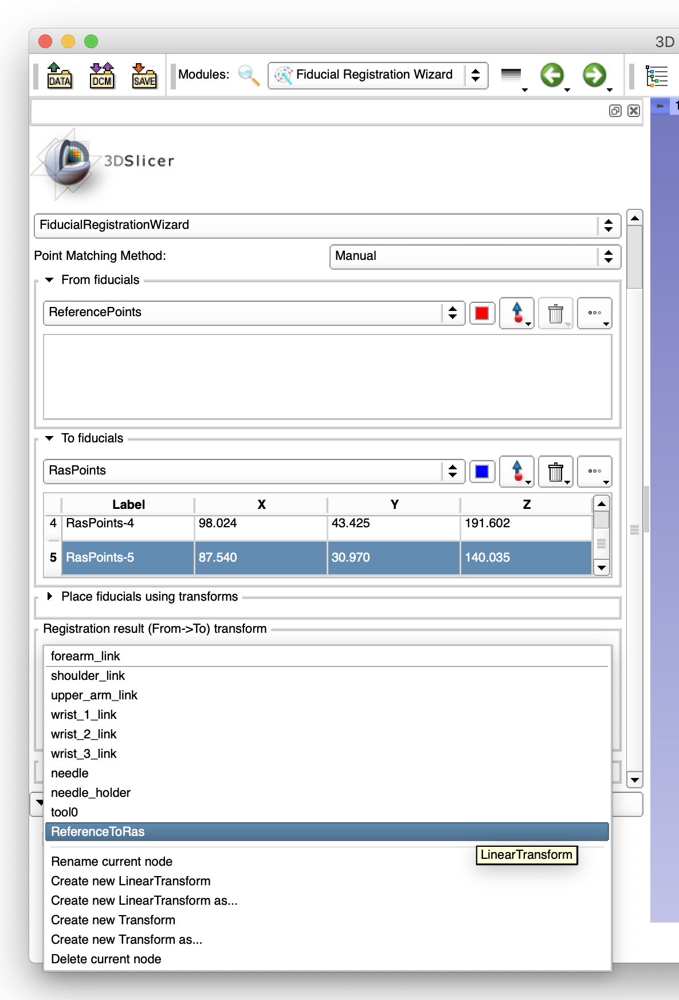 3D
DATA
DCM
SAVE
Modules:
Fiducial Registration Wizard
1
3DSlicer
FiducialRegistrationWizard
Point Matching Method:
Manual
From fiducials
ReferencePoints
To fiducials
RasPoints
Label X Y Z
4 RasPoints-4 98.024 43.425 191.602
5 RasPoints-5 87.540 30.970 140.035
Place fiducials using transforms
Registration result (From->To) transform
forearm_link
shoulder_link
upper_arm_link
wrist_1_link
wrist_2_link
wrist_3_link
needle
needle_holder
tool0
ReferenceToRas
LinearTransform
Rename current node
Create new LinearTransform
Create new LinearTransform as...
Create new Transform
Create new Transform as...
Delete current node